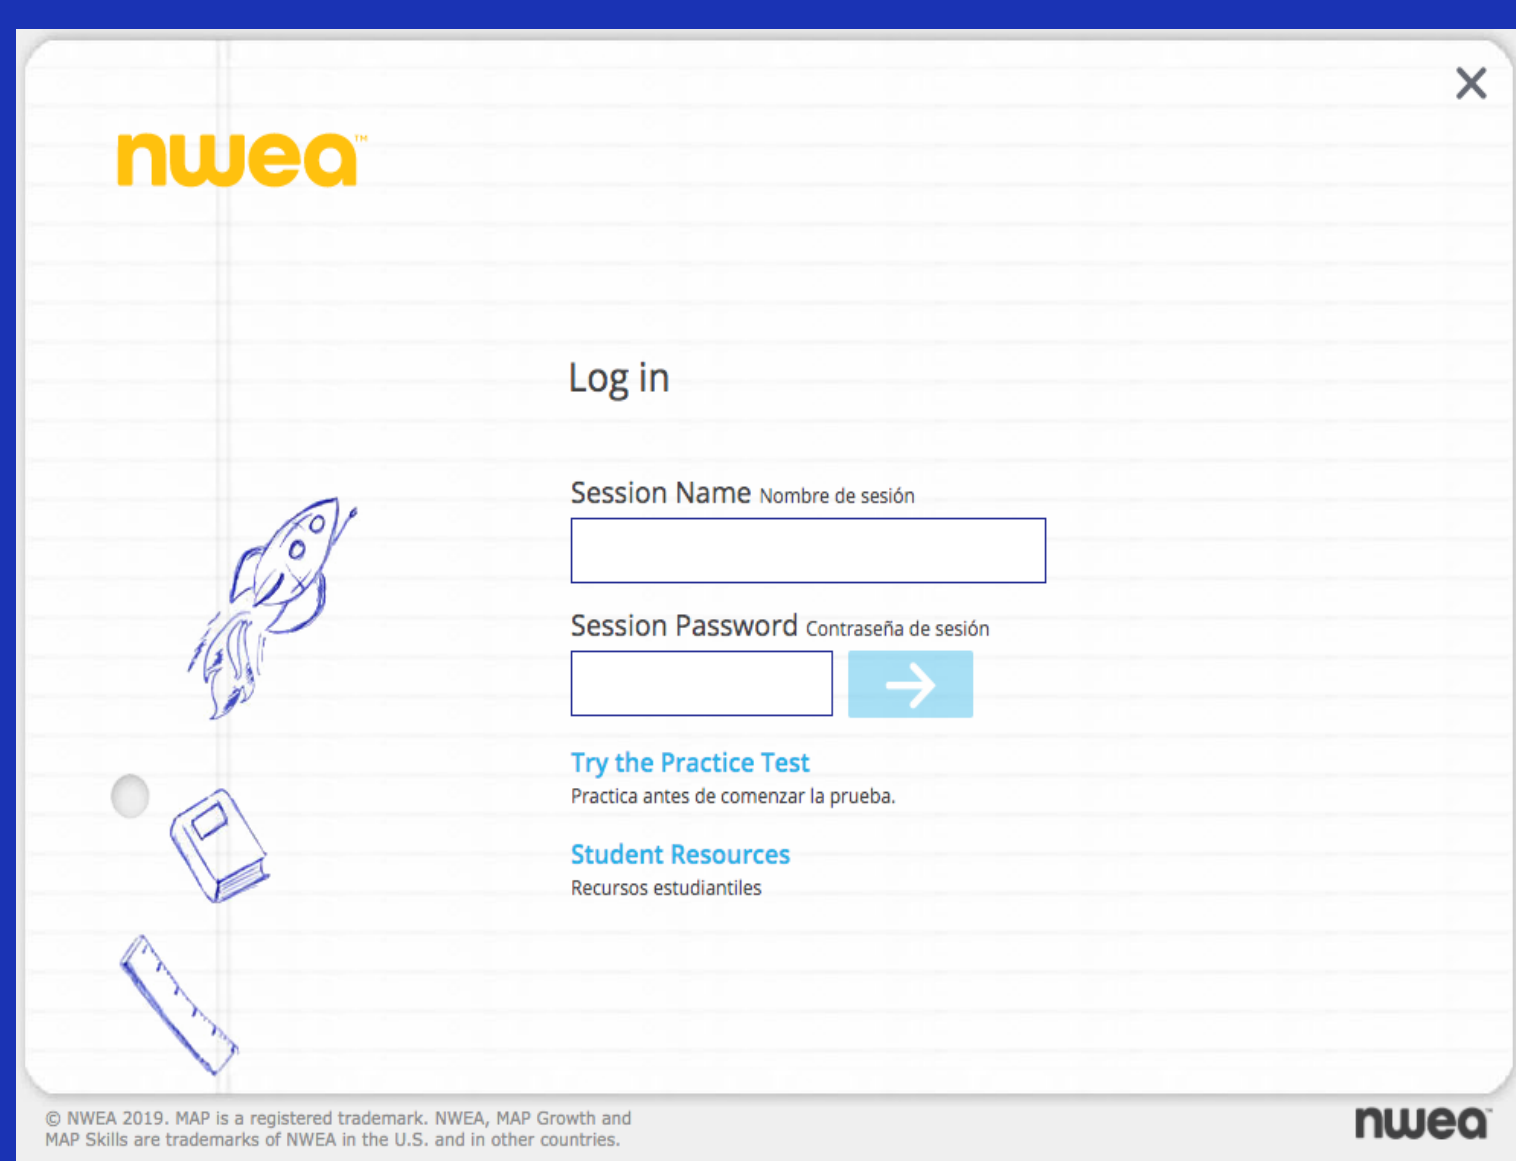 nwea™
Log in
Session Name Nombre de sesión
Session Password Contraseña de sesión
Try the Practice Test
Practica antes de comenzar la prueba.
Student Resources
Recursos estudiantiles
© NWEA 2019. MAP is a registered trademark. NWEA, MAP Growth and
MAP Skills are trademarks of NWEA in the U.S. and in other countries.
nwea™